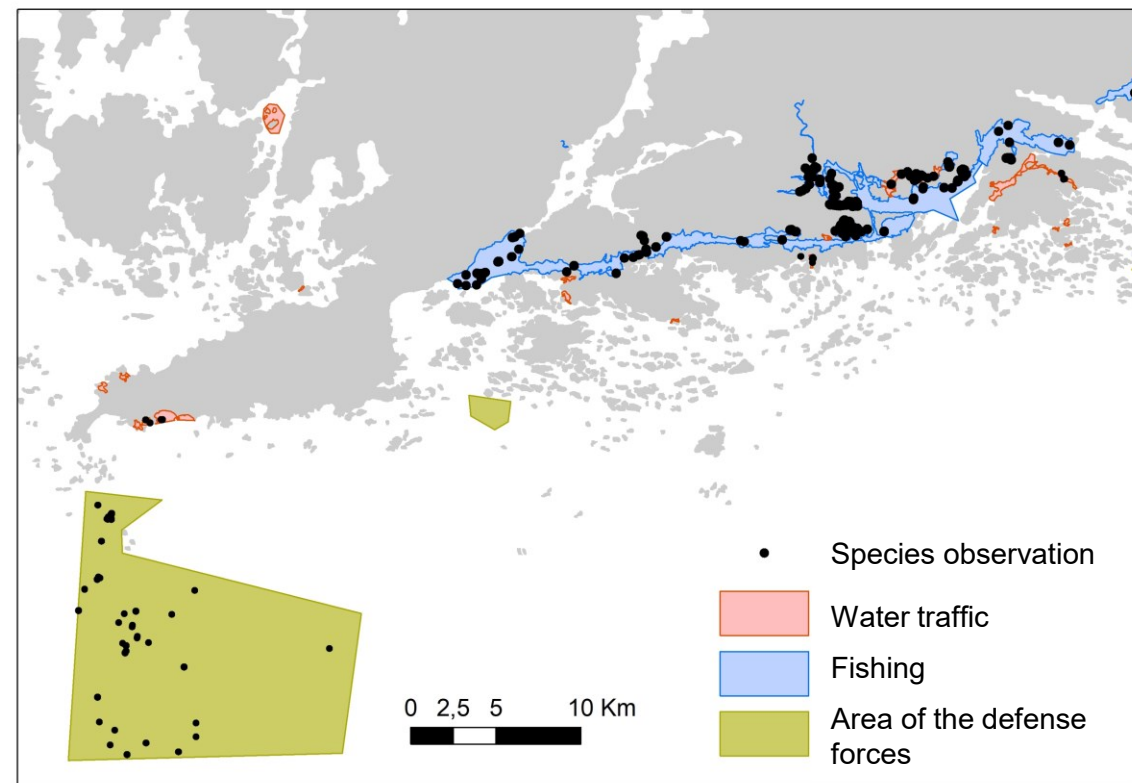 Species observation
Water traffic
Fishing
Area of the defense
forces
0 2,5 5 10 Km